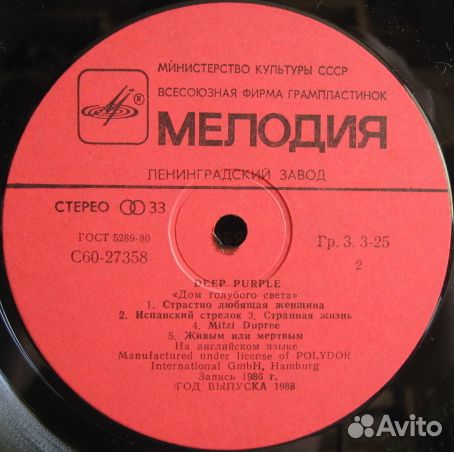 МИНИСТЕРСТВО КУЛЬТУРЫ СССР
ВСЕСОЮЗНАЯ ФИРМА ГРАМПЛАСТИНОК
®
МЕЛОДИЯ
ЛЕНИНГРАДСКИЙ ЗАВОД
СТЕРЕО 33
ГОСТ 5289-80 Гр. 3. 3-25
С60-27358 2
DEEP PURPLE
«Дом голубого света»
1. Страстно любящая женщина
2. Испанский стрелок 3. Странная жизнь
4. Mitzi Dupree
5. Живым или мертвым
На английском языке
Manufactured under license of POLYDOR
International GmbH, Hamburg
Запись 1986 г.
ГОД ВЫПУСКА 1988
Avito